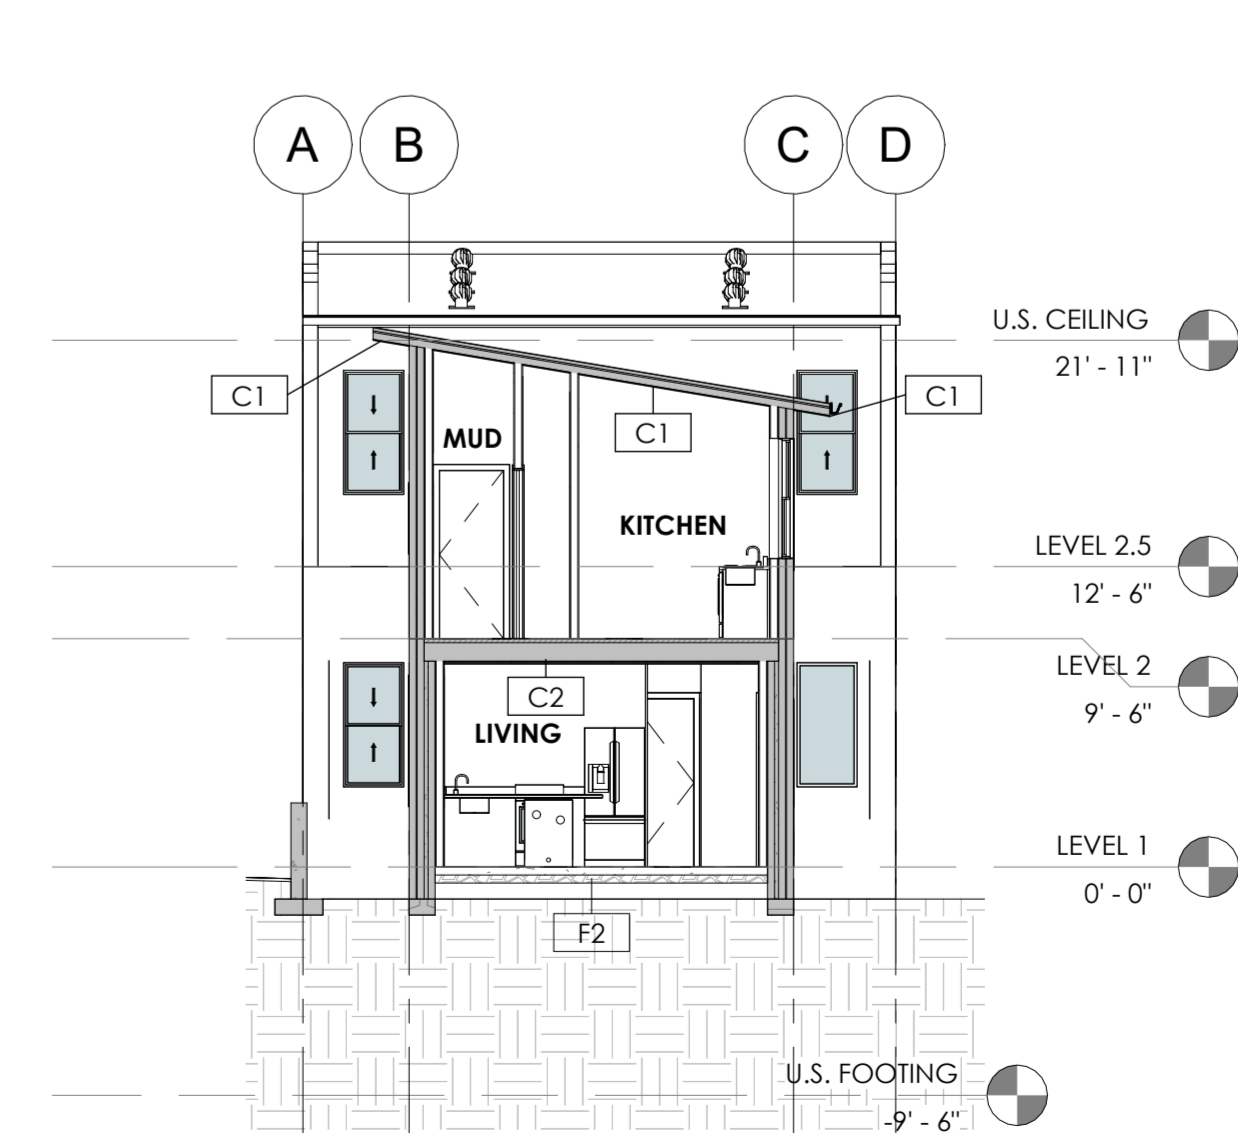 A B C D
U.S. CEILING
21' - 11"
C1
C1
C1
MUD
KITCHEN
LEVEL 2.5
12' - 6"
LEVEL 2
9' - 6"
C2
LIVING
LEVEL 1
0' - 0"
F2
U.S. FOOTING
-9' - 6"